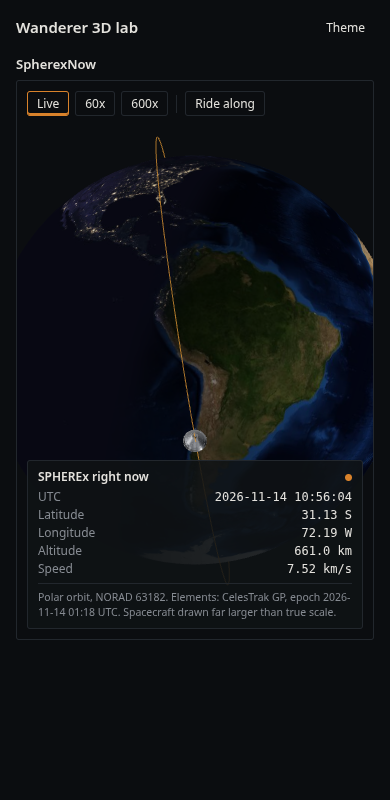 Wanderer 3D lab
Theme
SpherexNow
Live 60x 600x Ride along
SPHEREx right now
UTC 2026-11-14 10:56:04
Latitude 31.13 S
Longitude 72.19 W
Altitude 661.0 km
Speed 7.52 km/s
Polar orbit, NORAD 63182. Elements: CelesTrak GP, epoch 2026-
11-14 01:18 UTC. Spacecraft drawn far larger than true scale.